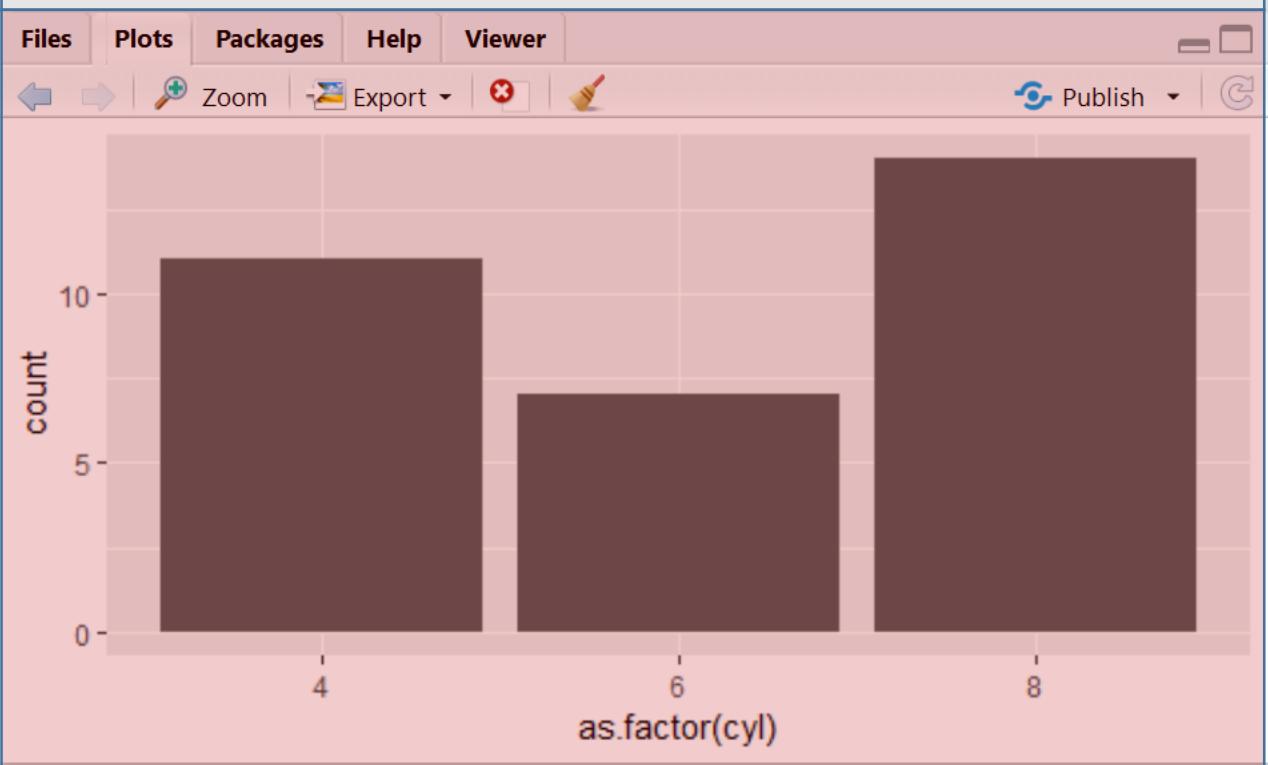 Files Plots Packages Help Viewer
Zoom Export Publish
10
5
0
count
4 6 8
as.factor(cyl)